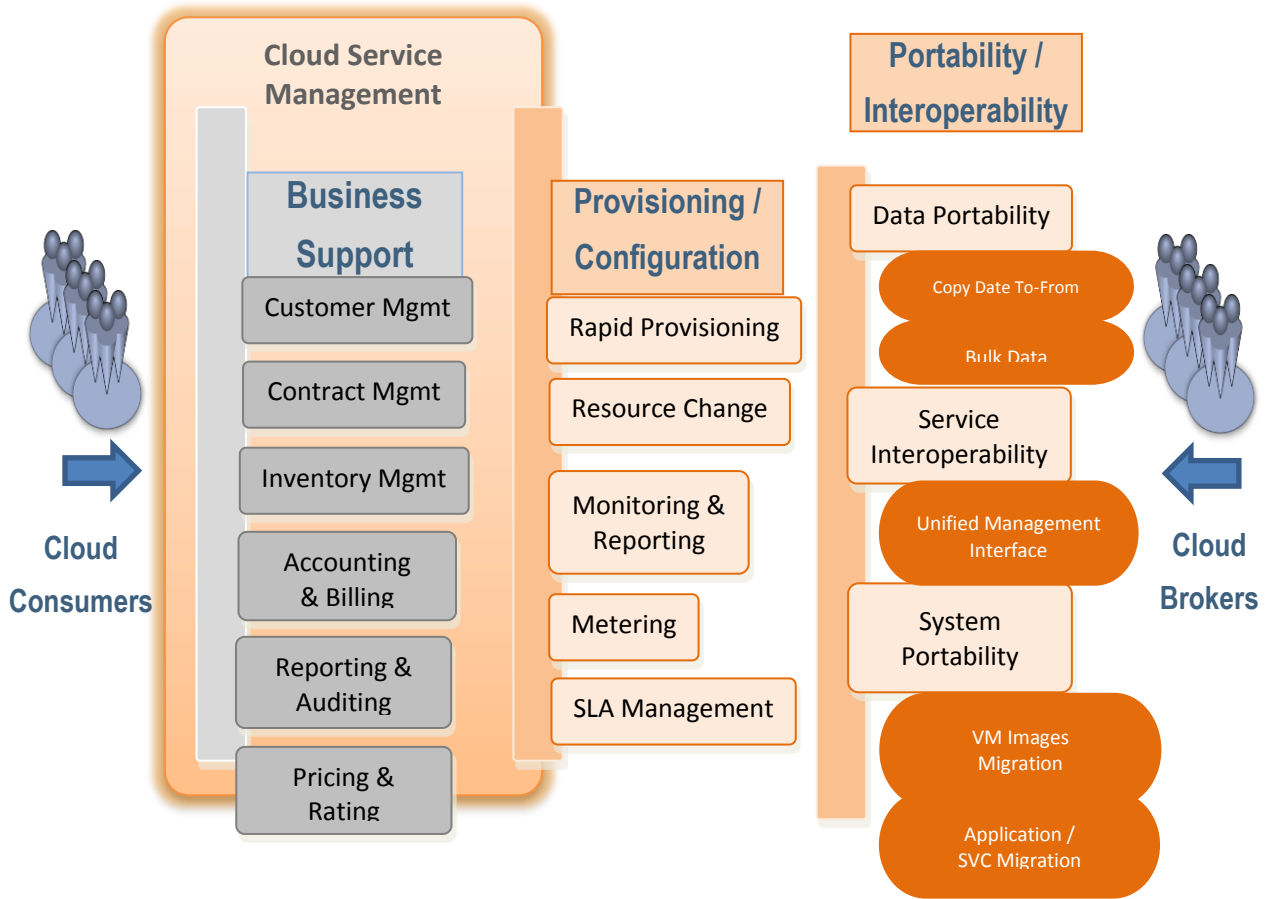 Cloud Service
Management
Business
Support
Customer Mgmt
Contract Mgmt
Inventory Mgmt
Accounting
& Billing
Reporting &
Auditing
Pricing &
Rating
Provisioning /
Configuration
Rapid Provisioning
Resource Change
Monitoring &
Reporting
Metering
SLA Management
Portability /
Interoperability
Data Portability
Copy Date To-From
Bulk Data
Service
Interoperability
Unified Management
Interface
System
Portability
VM Images
Migration
Application /
SVC Migration
Cloud
Consumers
Cloud
Brokers